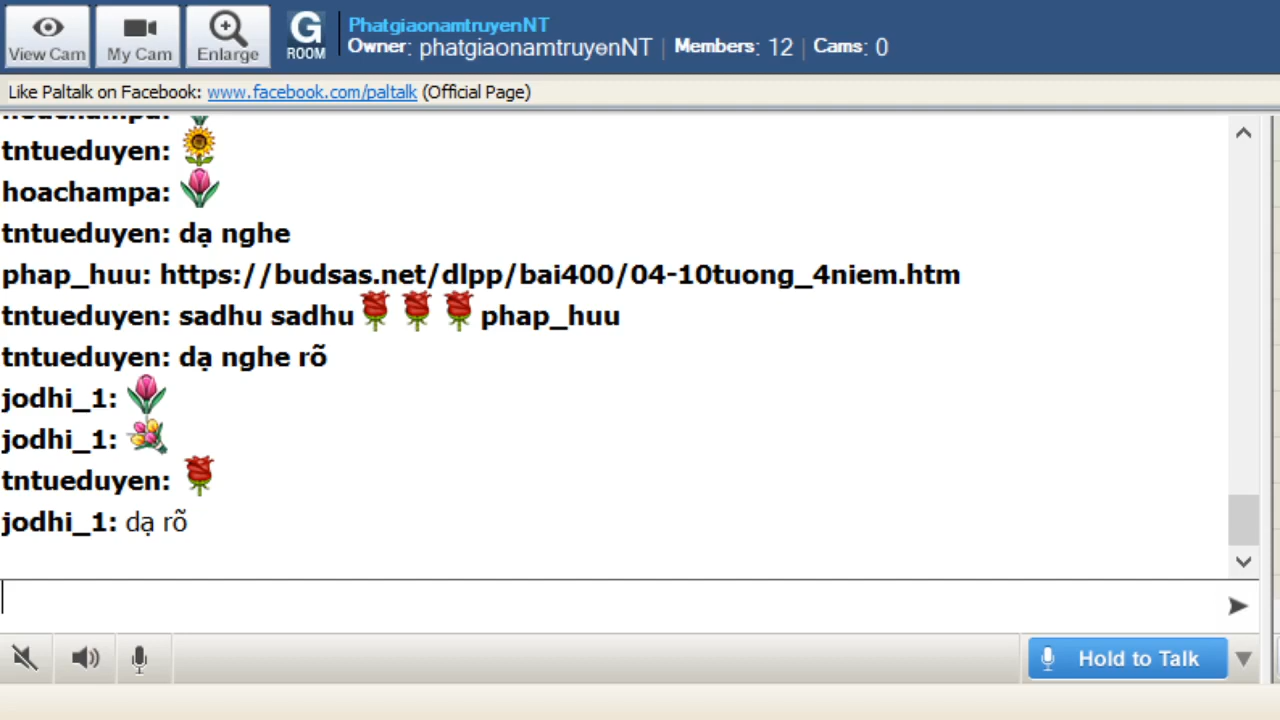 View Cam
My Cam
Enlarge
G
ROOM
PhatgiaonamtruyenNT
Owner: phatgiaonamtruyenNT | Members: 12 | Cams: 0
Like Paltalk on Facebook: www.facebook.com/paltalk (Official Page)
hoachampa:
tntueduyen:
hoachampa:
tntueduyen: dạ nghe
phap_huu: https://budsas.net/dlpp/bai400/04-10tuong_4niem.htm
tntueduyen: sadhu sadhu phap_huu
tntueduyen: dạ nghe rõ
jodhi_1:
jodhi_1:
tntueduyen:
jodhi_1: dạ rõ
Hold to Talk